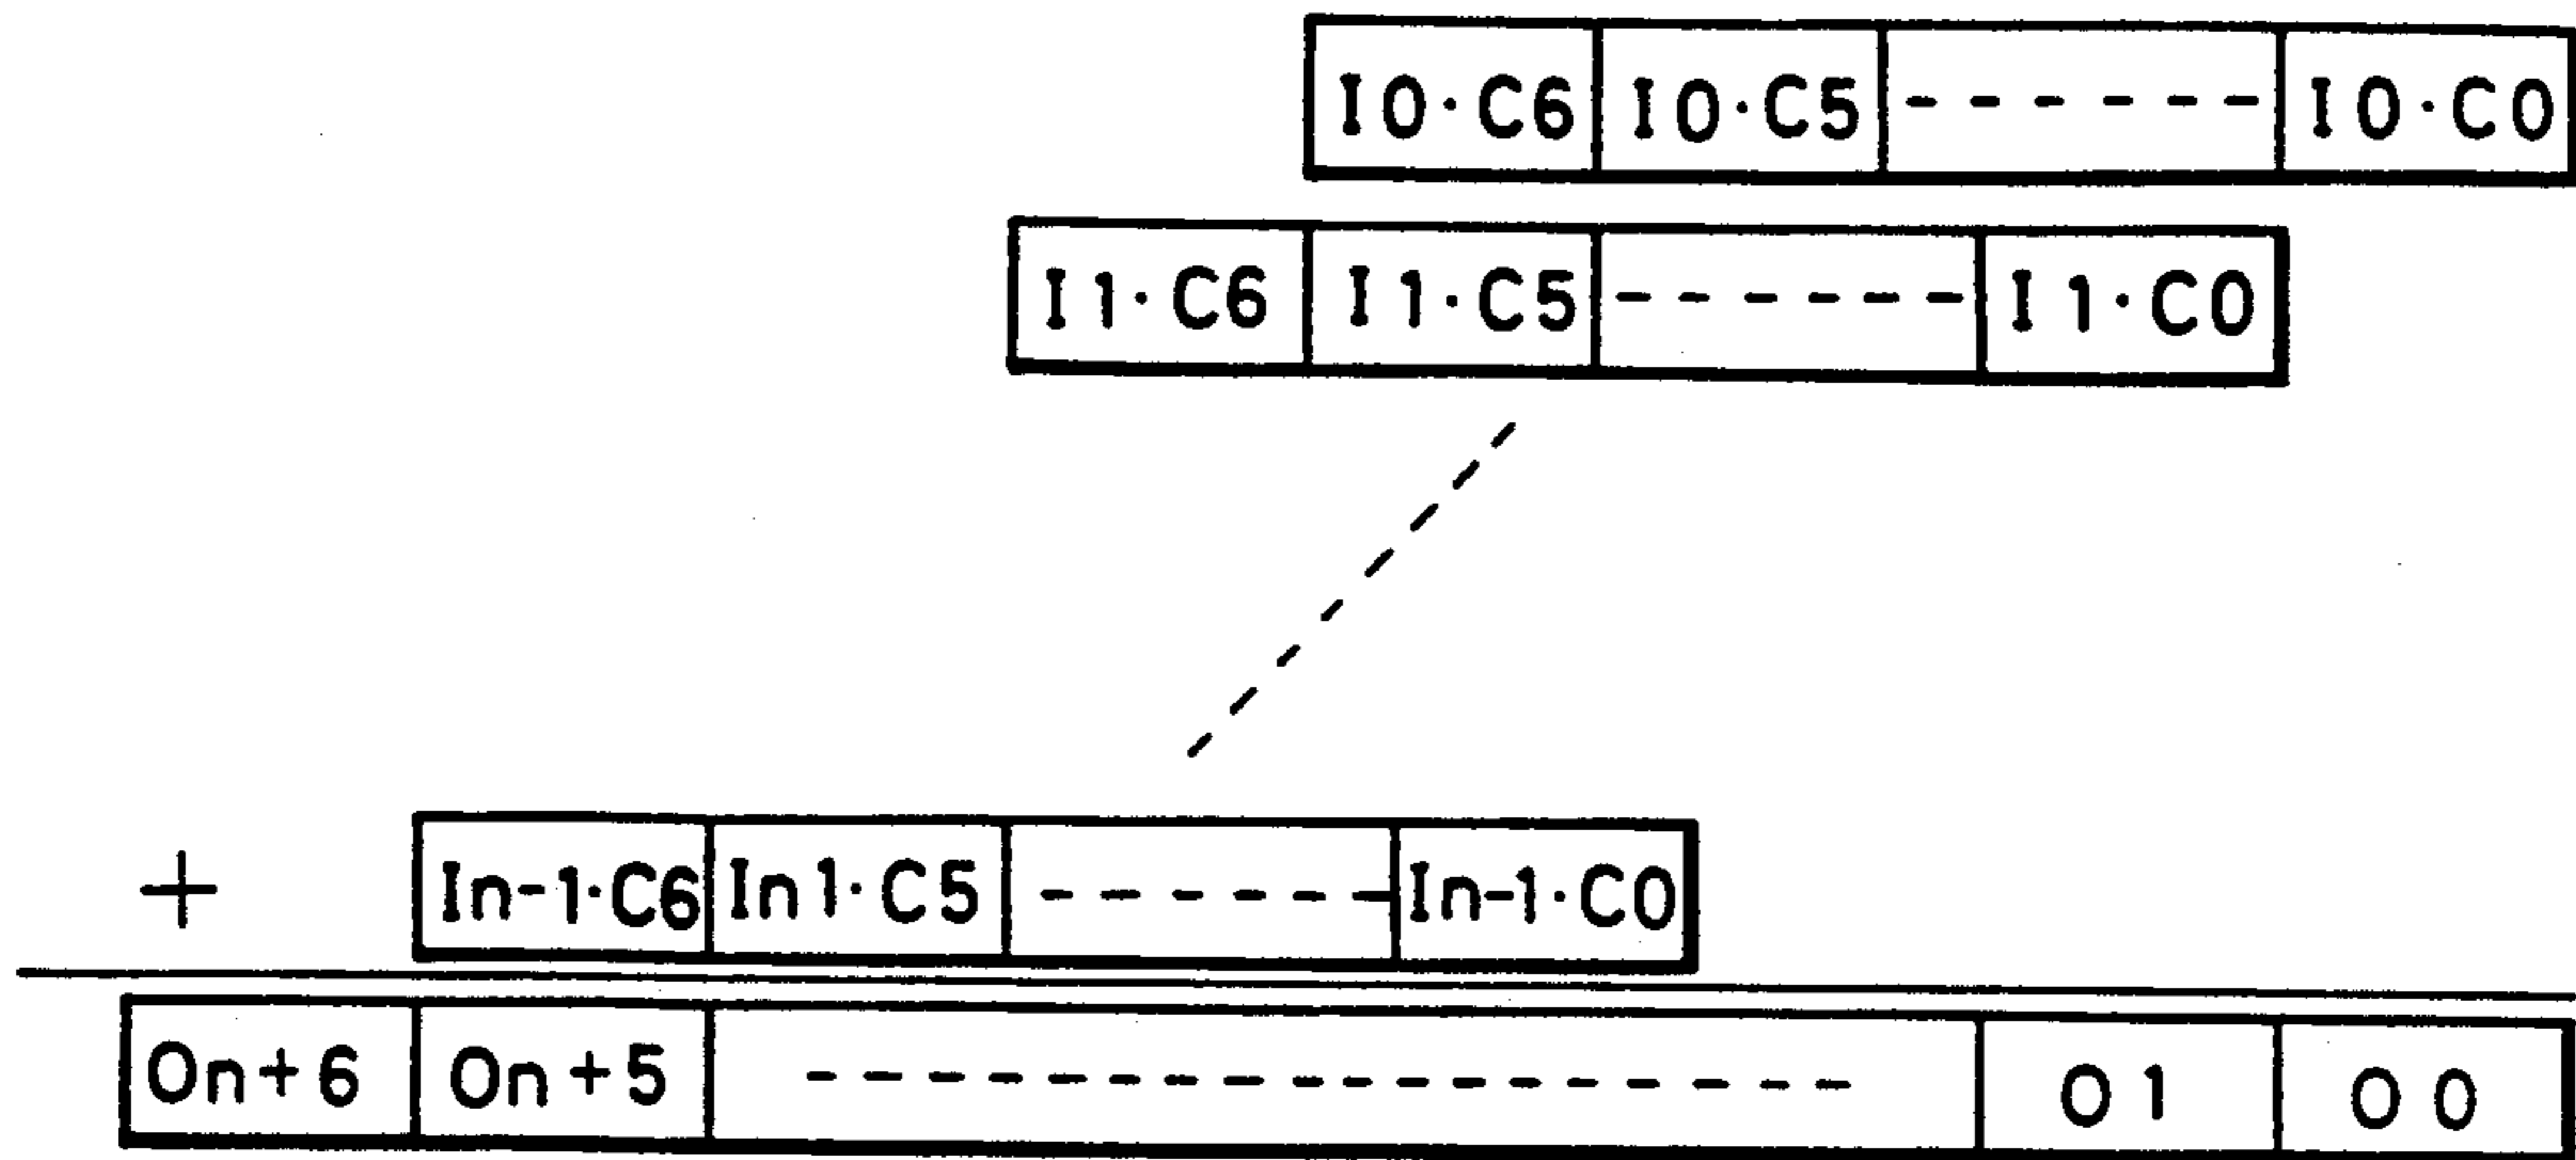 I0·C6 I0·C5 ------ I0·C0
I1·C6 I1·C5 ------ I1·C0
+ In-1·C6 In1·C5 ------ In-1·C0
On+6 On+5 ------------------ O1 O0